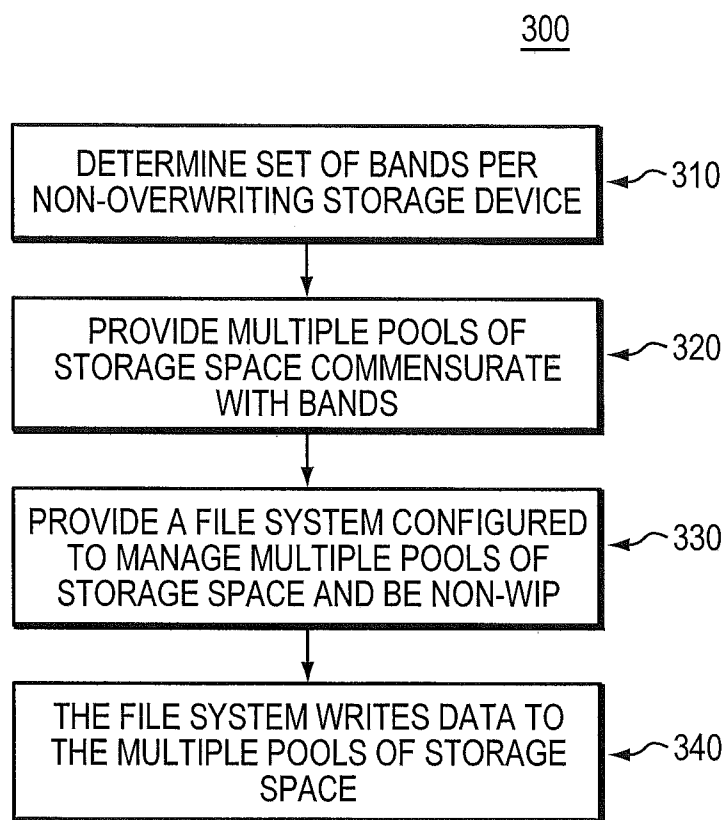 300
DETERMINE SET OF BANDS PER
NON-OVERWRITING STORAGE DEVICE
310
PROVIDE MULTIPLE POOLS OF
STORAGE SPACE COMMENSURATE
WITH BANDS
320
PROVIDE A FILE SYSTEM CONFIGURED
TO MANAGE MULTIPLE POOLS OF
STORAGE SPACE AND BE NON-WIP
330
THE FILE SYSTEM WRITES DATA TO
THE MULTIPLE POOLS OF STORAGE
SPACE
340